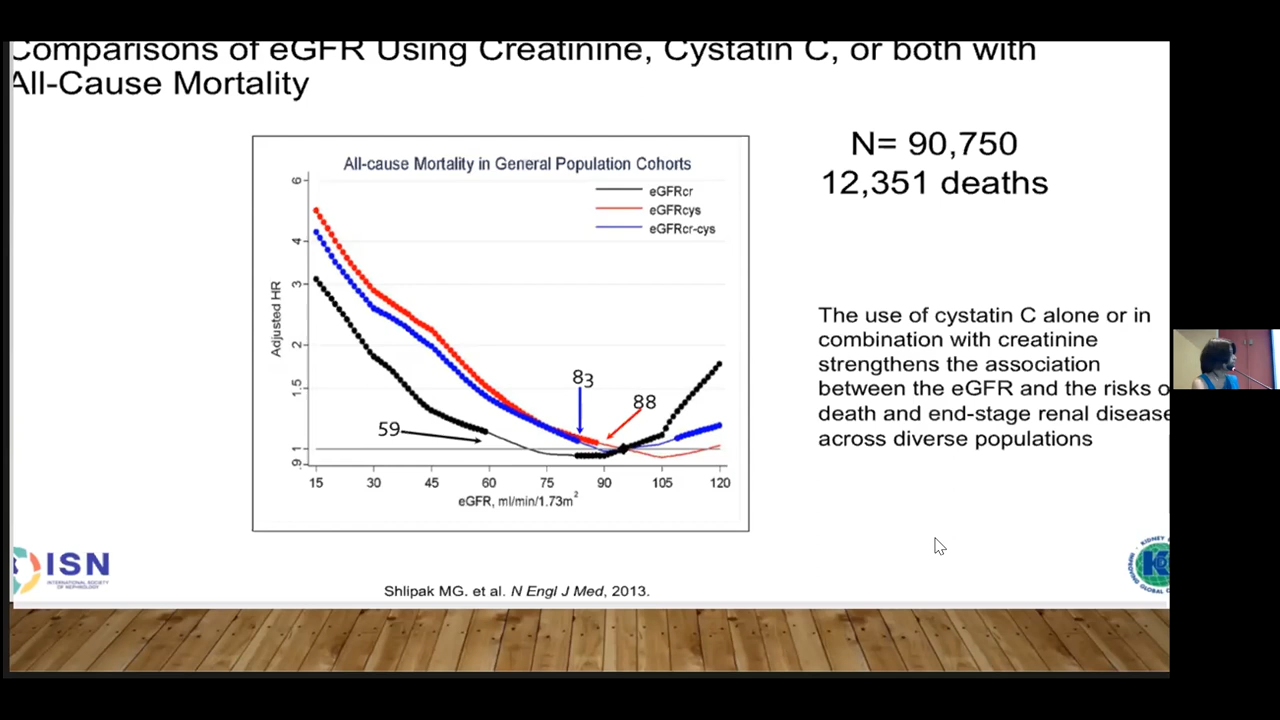 Comparisons of eGFR Using Creatinine, Cystatin C, or both with
All-Cause Mortality
N= 90,750
12,351 deaths
All-cause Mortality in General Population Cohorts
eGFRcr
eGFRcys
eGFRcr-cys
Adjusted HR
6
4
3
2
1.5
1
.9
59
83
88
15 30 45 60 75 90 105 120
eGFR, ml/min/1.73m²
The use of cystatin C alone or in
combination with creatinine
strengthens the association
between the eGFR and the risks o
death and end-stage renal disease
across diverse populations
ISN
INTERNATIONAL SOCIETY
OF NEPHROLOGY
Shlipak MG. et al. N Engl J Med, 2013.